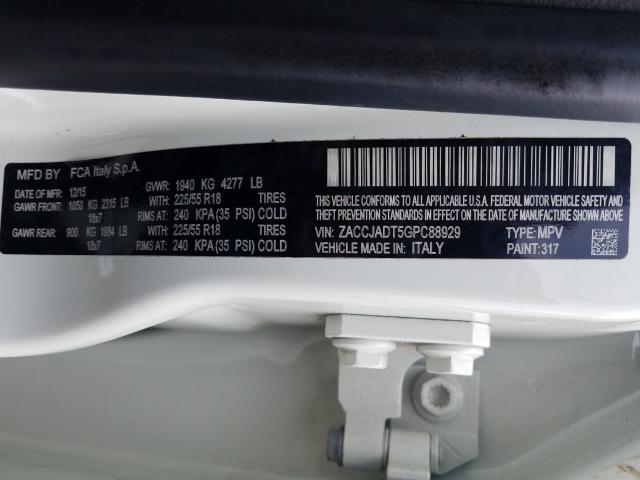 MFD BY FCA Italy S.p.A.
DATE OF MFR 12/15 GVWR: 1940 KG 4277 LB
GAWR FRONT: 1050 KG 2315 LB WITH: 225/55 R18 TIRES
18x7 RIMS AT: 240 KPA (35 PSI) COLD
GAWR REAR: 900 KG 1984 LB WITH: 225/55 R18 TIRES
18x7 RIMS AT: 240 KPA (35 PSI) COLD
THIS VEHICLE CONFORMS TO ALL APPLICABLE U.S.A. FEDERAL MOTOR VEHICLE SAFETY
AND THEFT PREVENTION STANDARDS IN EFFECT ON THE DATE OF MANUFACTURE SHOWN ABOVE.
VIN: ZACCJADT5GPC88929 TYPE: MPV
VEHICLE MADE IN: ITALY PAINT: 317